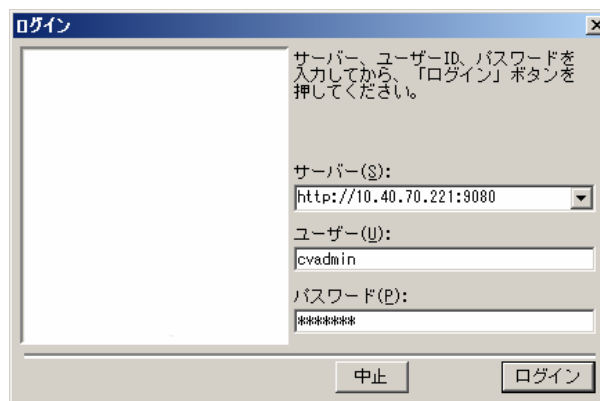 ログイン
サーバー、ユーザーID、パスワードを
入力してから、「ログイン」ボタンを
押してください。
サーバー(S):
http://10.40.70.221:9080
ユーザー(U):
cvadmin
パスワード(P):
*******
中止
ログイン